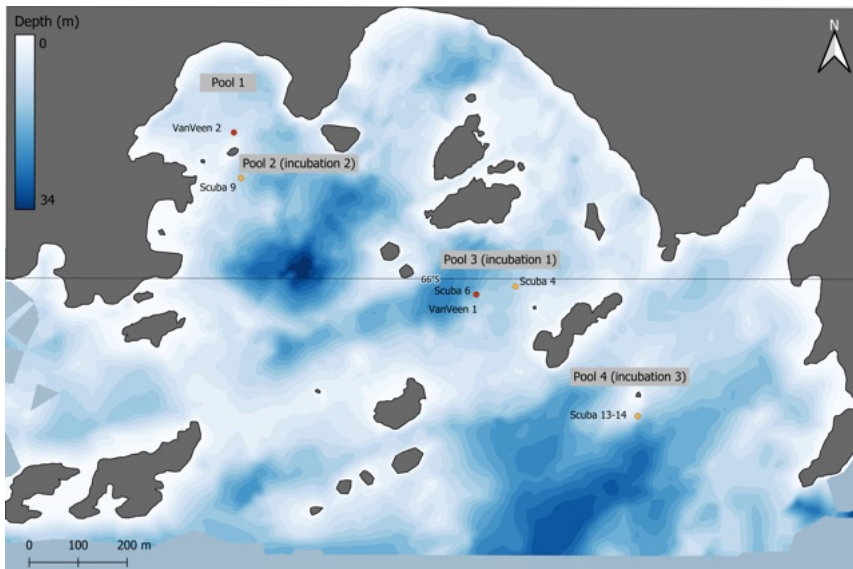 Depth (m)
0
34
N
Pool 1
VanVeen 2
Pool 2 (incubation 2)
Scuba 9
Pool 3 (incubation 1)
66°S
Scuba 4
Scuba 6
VanVeen 1
Pool 4 (incubation 3)
Scuba 13-14
0 100 200 m